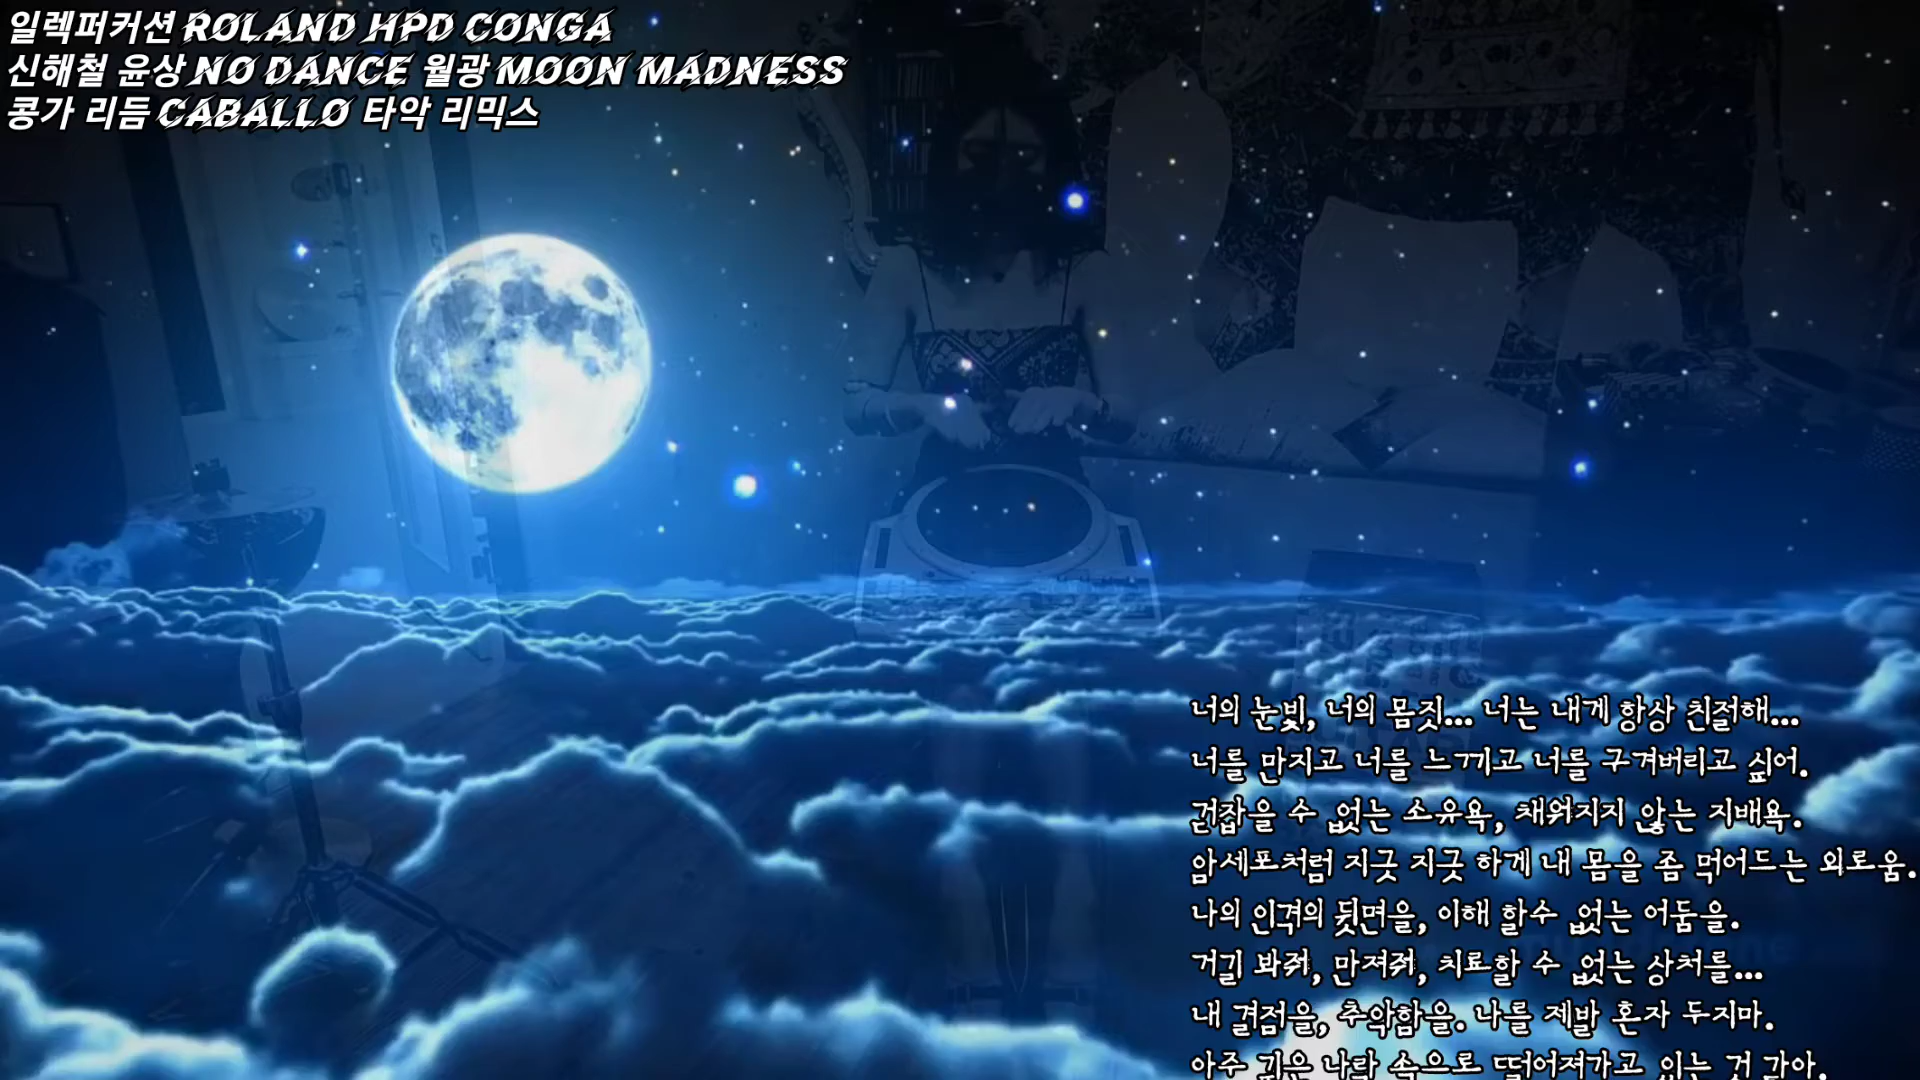 일렉퍼커션 ROLAND HPD CONGA
신해철 윤상 NO DANCE 월광 MOON MADNESS
콩가 리듬 CABALLO 타악 리믹스
너의 눈빛, 너의 몸짓... 너는 내게 항상 친절해...
너를 만지고 너를 느끼고 너를 구겨버리고 싶어.
걷잡을 수 없는 소유욕, 채워지지 않는 지배욕.
암세포처럼 지긋 지긋 하게 내 몸을 좀 먹어드는 외로움.
나의 인격의 뒷면을, 이해 할수 없는 어둠을.
거길 봐줘, 만져줘, 치료할 수 없는 상처를...
내 결점을, 추악함을. 나를 제발 혼자 두지마.
아주 깊은 나락 속으로 떨어져가고 있는 것 같아.